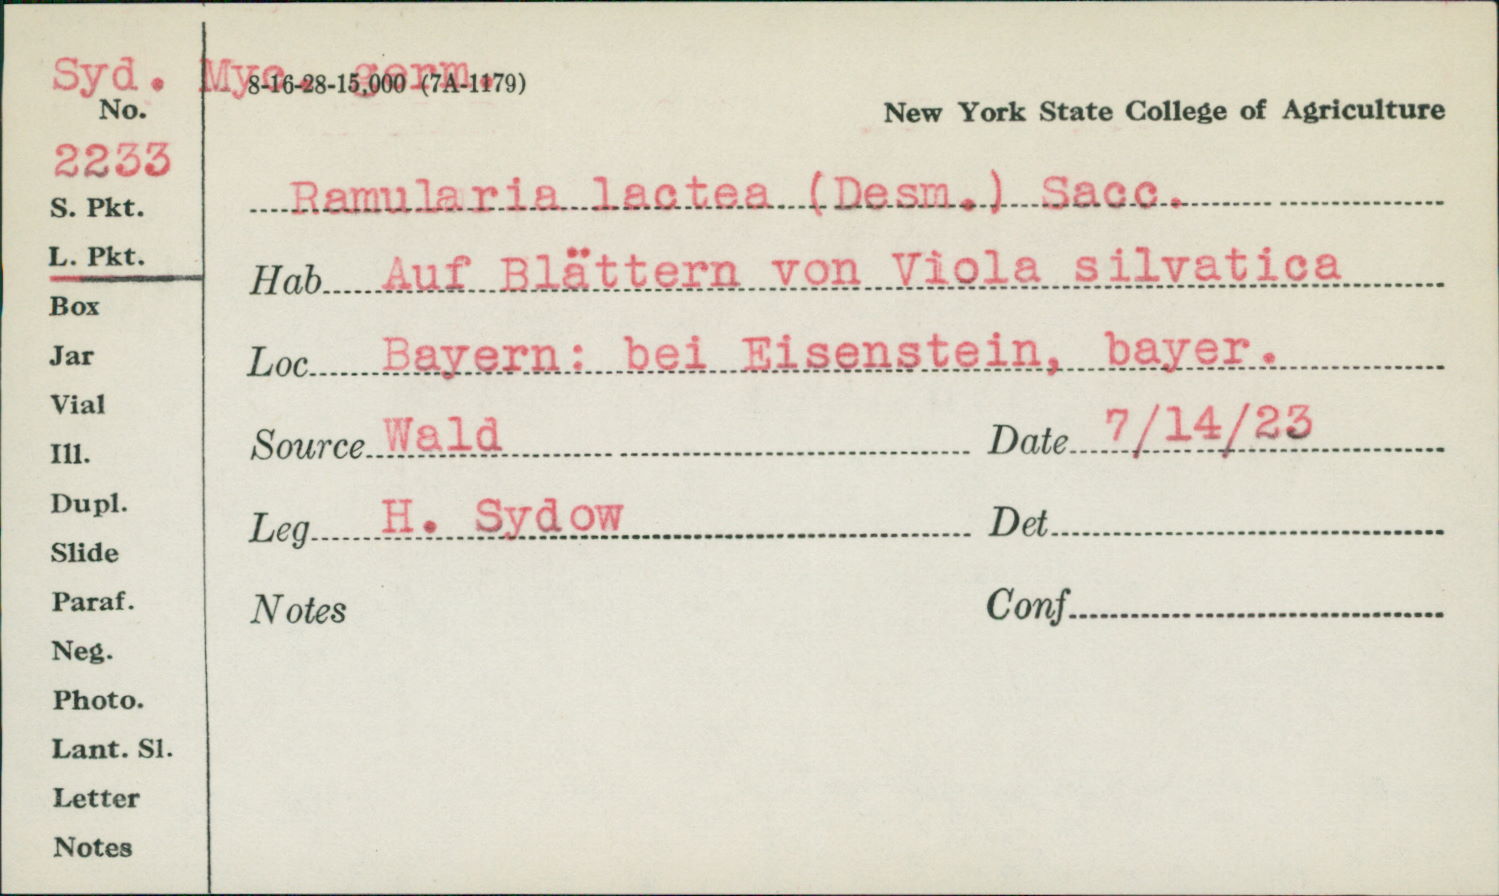 Syd. Myc. germ.
8-16-28-15,000 (7A-1179)
No.
New York State College of Agriculture
2233
S. Pkt.
Ramularia lactea (Desm.) Sacc.
L. Pkt.
Hab Auf Blättern von Viola silvatica
Box
Jar
Loc Bayern: bei Eisenstein, bayer.
Vial
Source Wald Date 7/14/23
Ill.
Dupl.
Leg H. Sydow Det
Slide
Paraf.
Notes Conf
Neg.
Photo.
Lant. Sl.
Letter
Notes